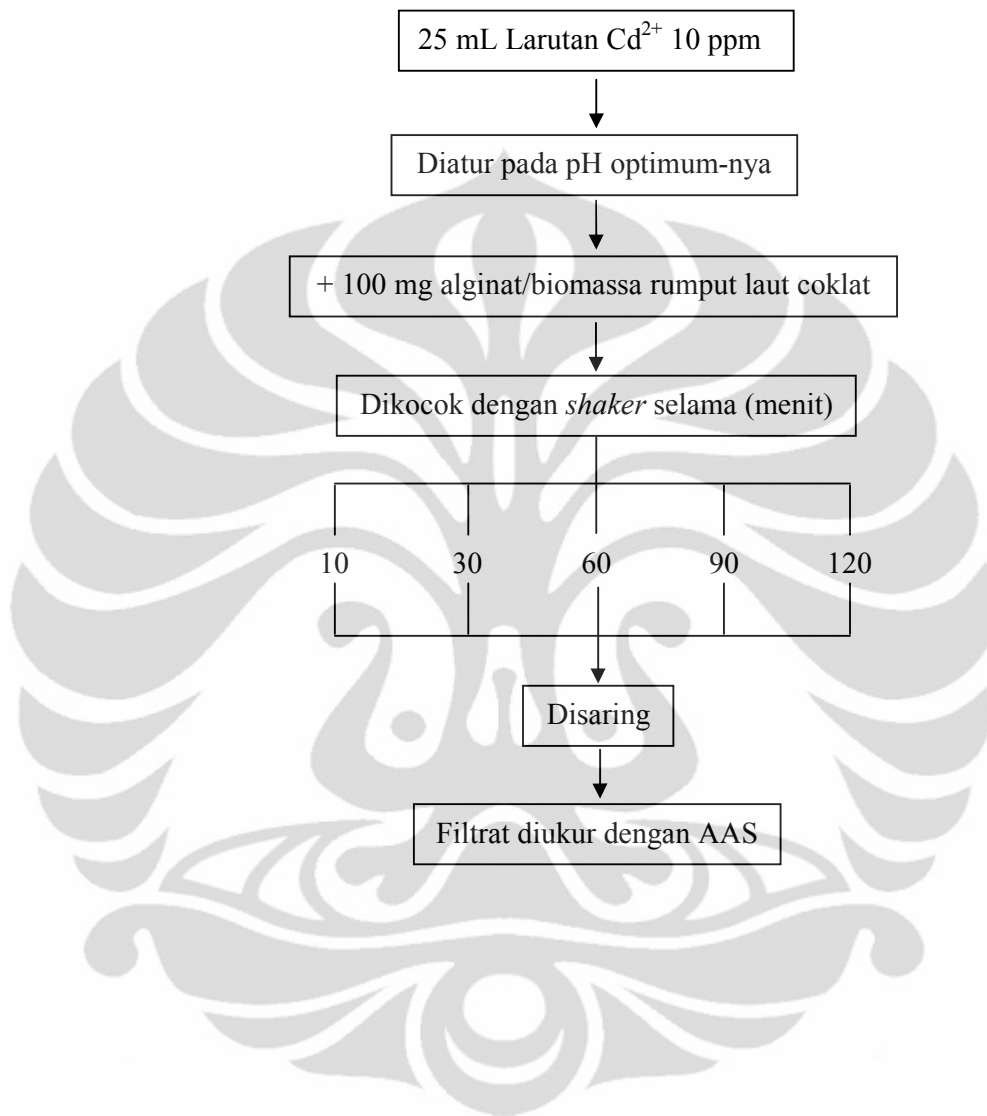 25 mL Larutan Cd²⁺ 10 ppm
Diatur pada pH optimum-nya
+ 100 mg alginat/biomassa rumput laut coklat
Dikocok dengan shaker selama (menit)
10 30 60 90 120
Disaring
Filtrat diukur dengan AAS